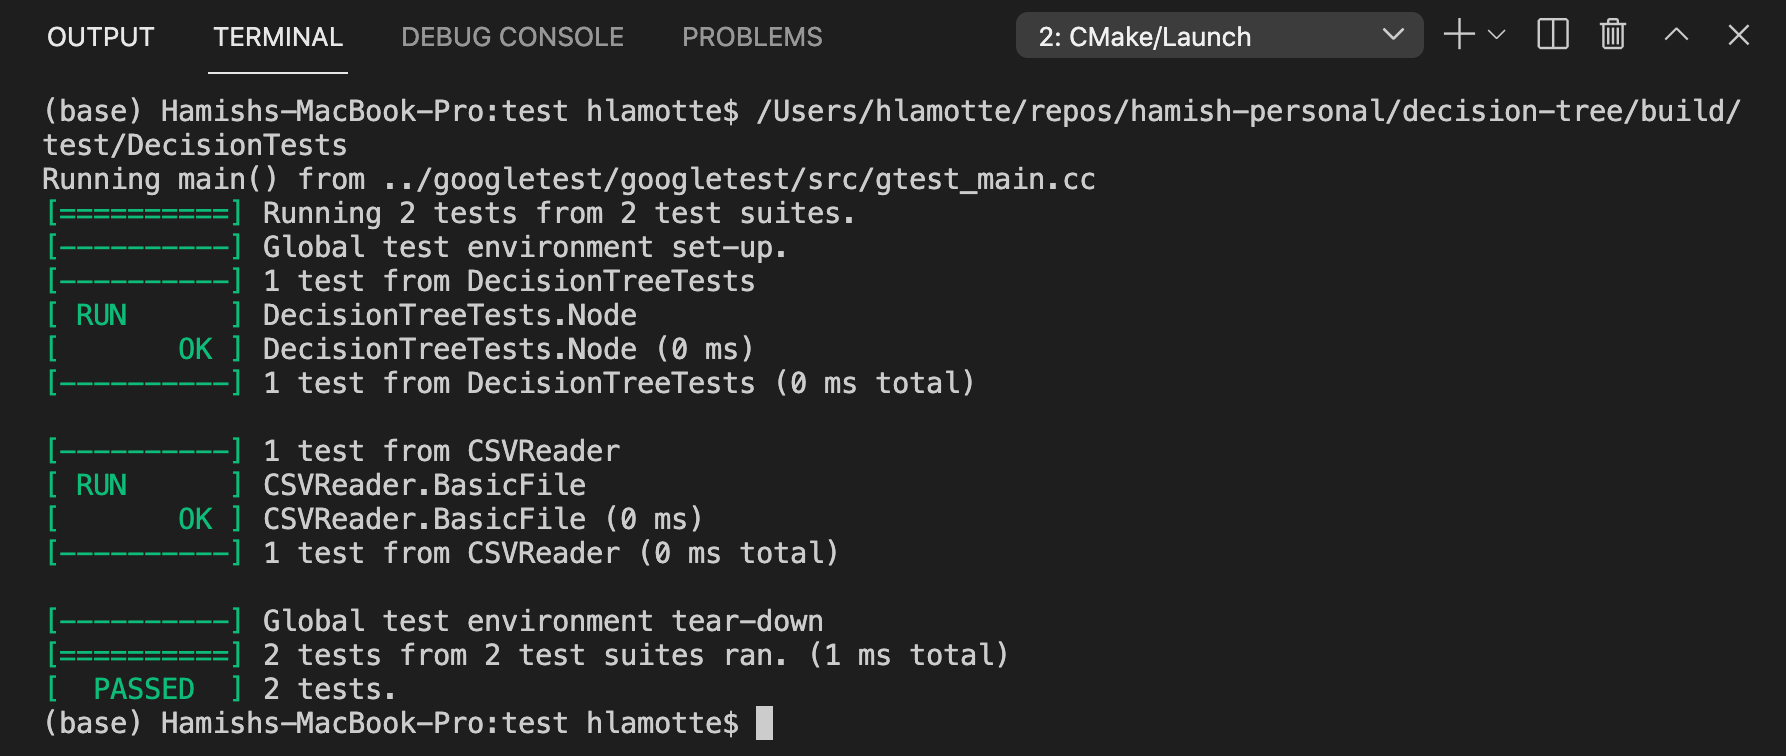 OUTPUT TERMINAL DEBUG CONSOLE PROBLEMS 2: CMake/Launch
(base) Hamishs-MacBook-Pro:test hlamotte$ /Users/hlamotte/repos/hamish-personal/decision-tree/build/
test/DecisionTests
Running main() from ../googletest/googletest/src/gtest_main.cc
[==========] Running 2 tests from 2 test suites.
[----------] Global test environment set-up.
[----------] 1 test from DecisionTreeTests
[ RUN      ] DecisionTreeTests.Node
[       OK ] DecisionTreeTests.Node (0 ms)
[----------] 1 test from DecisionTreeTests (0 ms total)
[----------] 1 test from CSVReader
[ RUN      ] CSVReader.BasicFile
[       OK ] CSVReader.BasicFile (0 ms)
[----------] 1 test from CSVReader (0 ms total)
[----------] Global test environment tear-down
[==========] 2 tests from 2 test suites ran. (1 ms total)
[  PASSED  ] 2 tests.
(base) Hamishs-MacBook-Pro:test hlamotte$